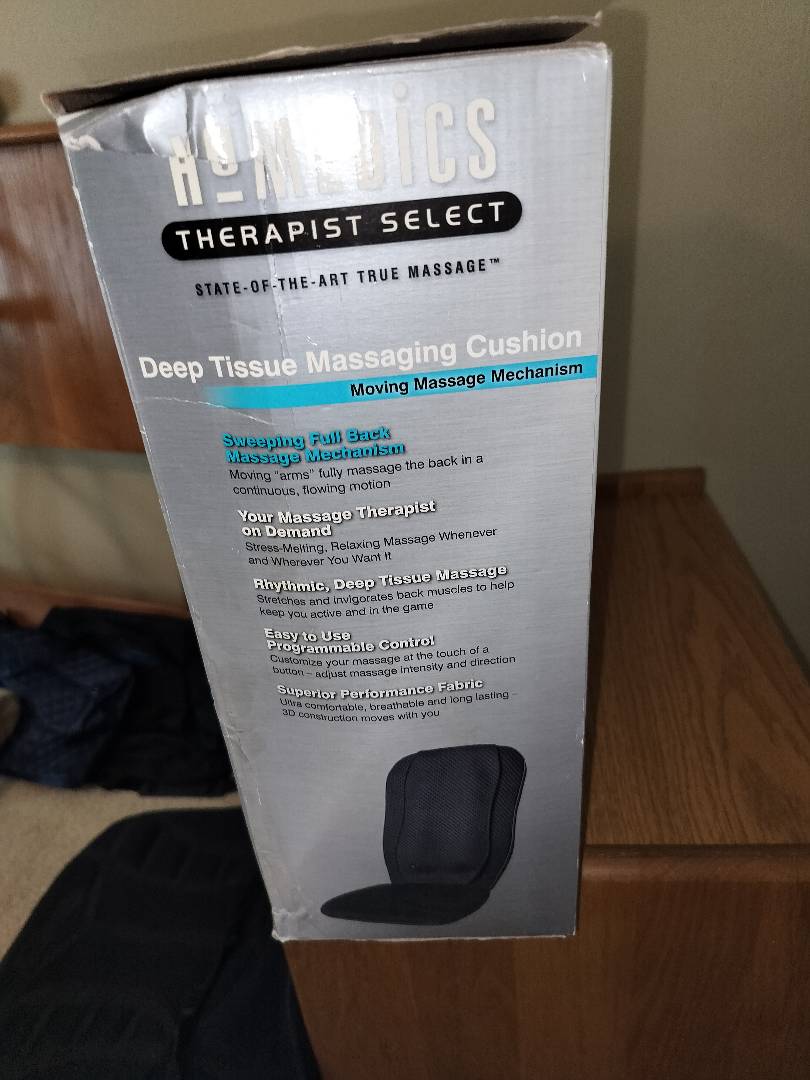 HoMEDiCS
THERAPIST SELECT
STATE-OF-THE-ART TRUE MASSAGE™
Deep Tissue Massaging Cushion
Moving Massage Mechanism
Sweeping Full Back
Massage Mechanism
Moving "arms" fully massage the back in a
continuous, flowing motion
Your Massage Therapist
on Demand
Stress-Melting, Relaxing Massage Whenever
and Wherever You Want It
Rhythmic, Deep Tissue Massage
Stretches and invigorates back muscles to help
keep you active and in the game
Easy to Use
Programmable Control
Customize your massage at the touch of a
button – adjust massage intensity and direction
Superior Performance Fabric
Ultra comfortable, breathable and long lasting –
3D construction moves with you